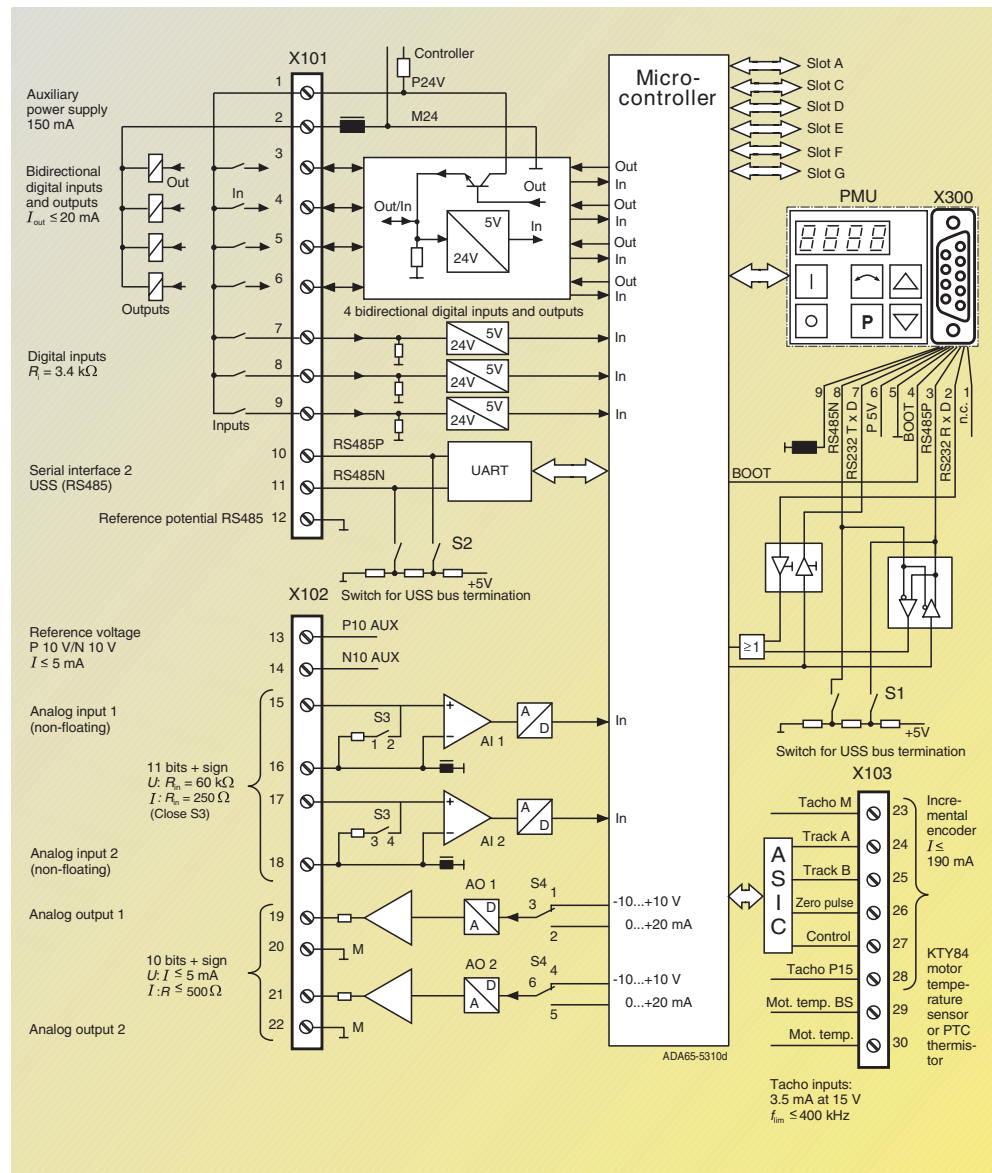 X101
Controller
P24V
M24
1
2
3
4
5
6
7
8
9
10
11
12
Auxiliary
power supply
150 mA
Bidirectional
digital inputs
and outputs
Iout ≤ 20 mA
Out
In
Outputs
Out/In
Out
In
5V
24V
4 bidirectional digital inputs and outputs
Out
In
Out
In
Out
In
Out
In
Digital inputs
Ri = 3.4 kΩ
Inputs
5V
24V
In
5V
24V
In
5V
24V
In
Serial interface 2
USS (RS485)
RS485P
RS485N
UART
Reference potential RS485
S2
+5V
Switch for USS bus termination
X102
13
14
15
16
17
18
19
20
21
22
Reference voltage
P 10 V/N 10 V
I ≤ 5 mA
P10 AUX
N10 AUX
Analog input 1
(non-floating)
11 bits + sign
U: Rin = 60 kΩ
I: Rin = 250 Ω
(Close S3)
Analog input 2
(non-floating)
S3
1 2
+
−
AI 1
A
D
In
S3
3 4
+
−
AI 2
A
D
In
Analog output 1
10 bits + sign
U: I ≤ 5 mA
I: R ≤ 500 Ω
Analog output 2
M
M
AO 1
D
A
S4
1
3
2
-10...+10 V
0...+20 mA
AO 2
D
A
S4
4
6
5
-10...+10 V
0...+20 mA
Micro-
controller
ADA65-5310d
Slot A
Slot C
Slot D
Slot E
Slot F
Slot G
PMU
X300
8888
I
O
P
9 8 7 6 5 4 3 2 1
RS485N
RS232 T x D
P 5V
BOOT
RS485P
RS232 R x D
n.c.
BOOT
≥1
S1
+5V
Switch for USS bus termination
X103
Tacho M
Track A
Track B
Zero pulse
Control
Tacho P15
Mot. temp. BS
Mot. temp.
ASIC
23
24
25
26
27
28
29
30
Incre-
mental
encoder
I ≤
190 mA
KTY84
motor
tempe-
rature
sensor
or PTC
thermis-
tor
Tacho inputs:
3.5 mA at 15 V
flim ≤ 400 kHz